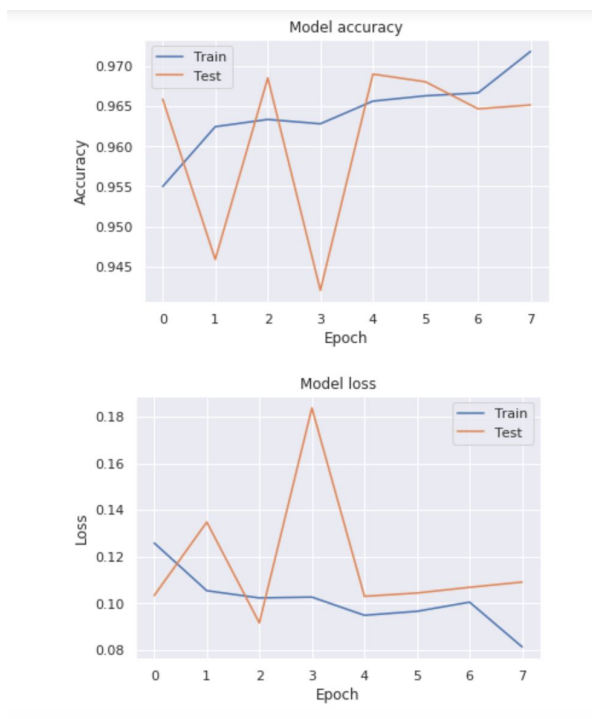 Model accuracy
Train
Test
0.970
0.965
0.960
0.955
0.950
0.945
Accuracy
0 1 2 3 4 5 6 7
Epoch
Model loss
Train
Test
0.18
0.16
0.14
0.12
0.10
0.08
Loss
0 1 2 3 4 5 6 7
Epoch